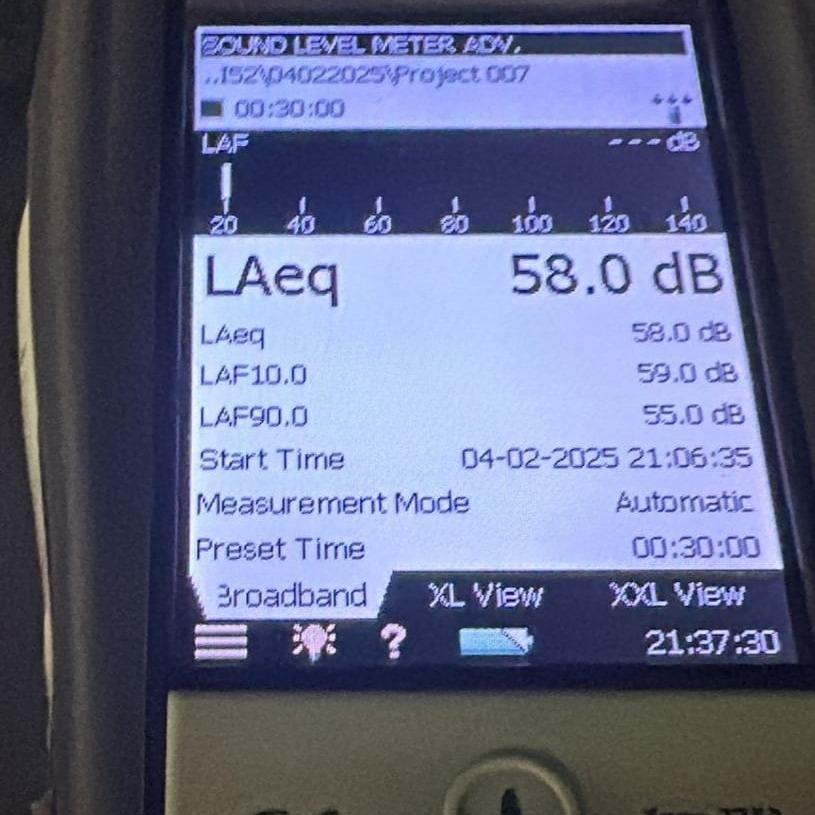 SOUND LEVEL METER ADV.
..152\04022025\Project 007
00:30:00
LAF ---dB
20 40 60 80 100 120 140
LAeq 58.0 dB
LAeq 58.0 dB
LAF10.0 59.0 dB
LAF90.0 55.0 dB
Start Time 04-02-2025 21:06:35
Measurement Mode Automatic
Preset Time 00:30:00
Broadband XL View XXL View
? 21:37:30